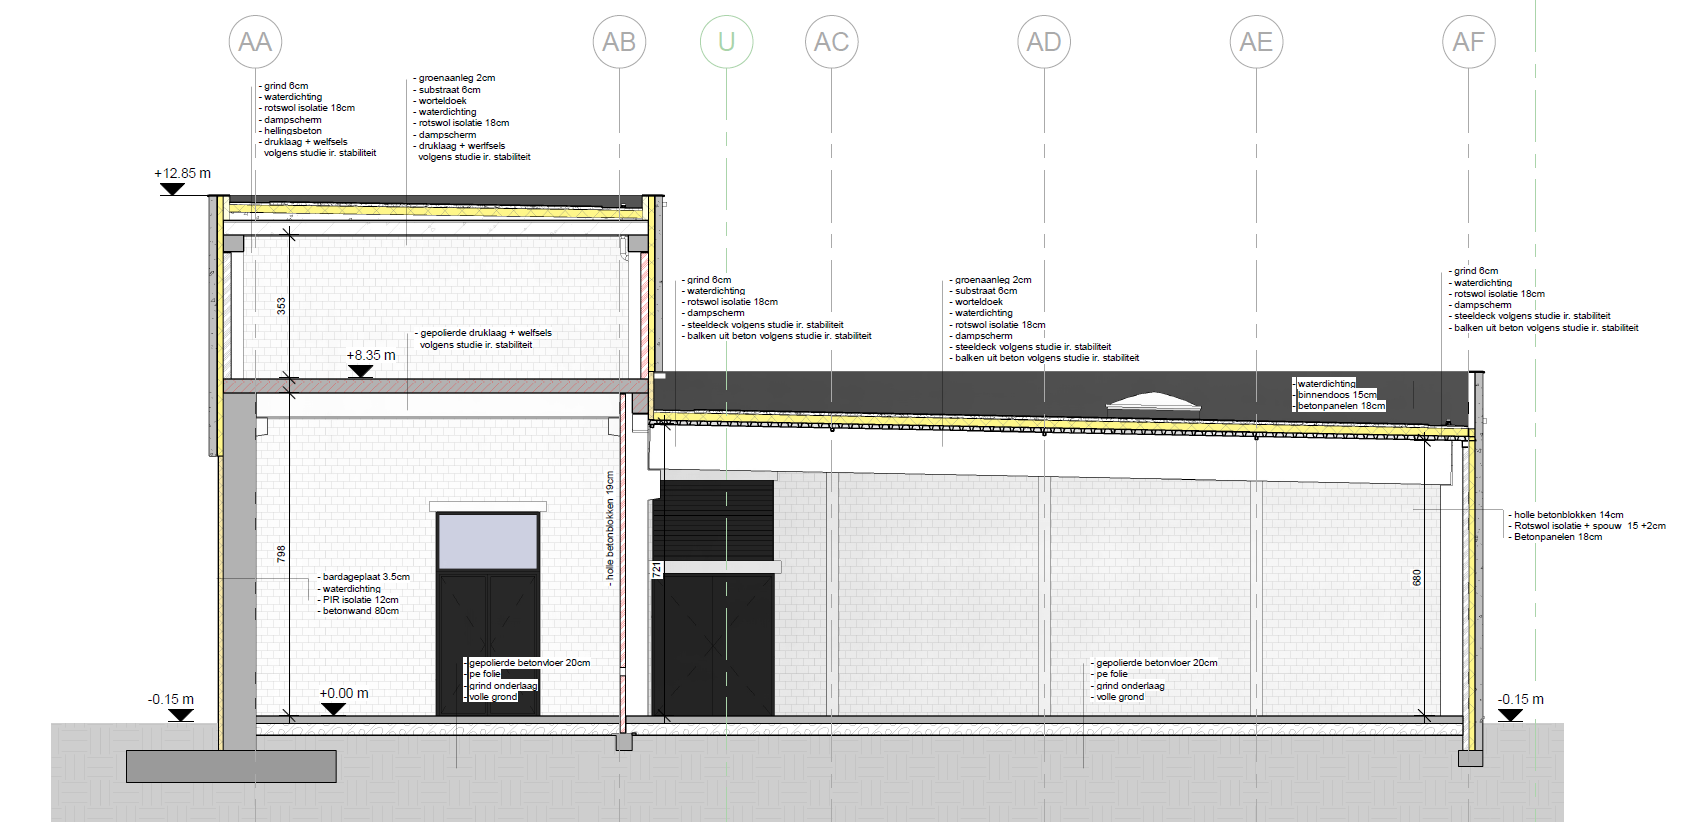 AA
AB
U
AC
AD
AE
AF
- grind 6cm
- waterdichting
- rotswol isolatie 18cm
- dampscherm
- hellingsbeton
- druklaag + welfsels
volgens studie ir. stabiliteit
- groenaanleg 2cm
- substraat 6cm
- worteldoek
- waterdichting
- rotswol isolatie 18cm
- dampscherm
- druklaag + werlfsels
volgens studie ir. stabiliteit
+12.85 m
353
- gepolierde druklaag + welfsels
volgens studie ir. stabiliteit
+8.35 m
- grind 6cm
- waterdichting
- rotswol isolatie 18cm
- dampscherm
- steeldeck volgens studie ir. stabiliteit
- balken uit beton volgens studie ir. stabiliteit
- groenaanleg 2cm
- substraat 6cm
- worteldoek
- waterdichting
- rotswol isolatie 18cm
- dampscherm
- steeldeck volgens studie ir. stabiliteit
- balken uit beton volgens studie ir. stabiliteit
- grind 6cm
- waterdichting
- rotswol isolatie 18cm
- dampscherm
- steeldeck volgens studie ir. stabiliteit
- balken uit beton volgens studie ir. stabiliteit
- waterdichting
- binnendoos 15cm
- betonpanelen 18cm
- holle betonblokken 19cm
798
721
680
- holle betonblokken 14cm
- Rotswol isolatie + spouw 15 +2cm
- Betonpanelen 18cm
- bardageplaat 3.5cm
- waterdichting
- PIR isolatie 12cm
- betonwand 80cm
- gepolierde betonvloer 20cm
- pe folie
- grind onderlaag
- volle grond
- gepolierde betonvloer 20cm
- pe folie
- grind onderlaag
- volle grond
-0.15 m
+0.00 m
-0.15 m